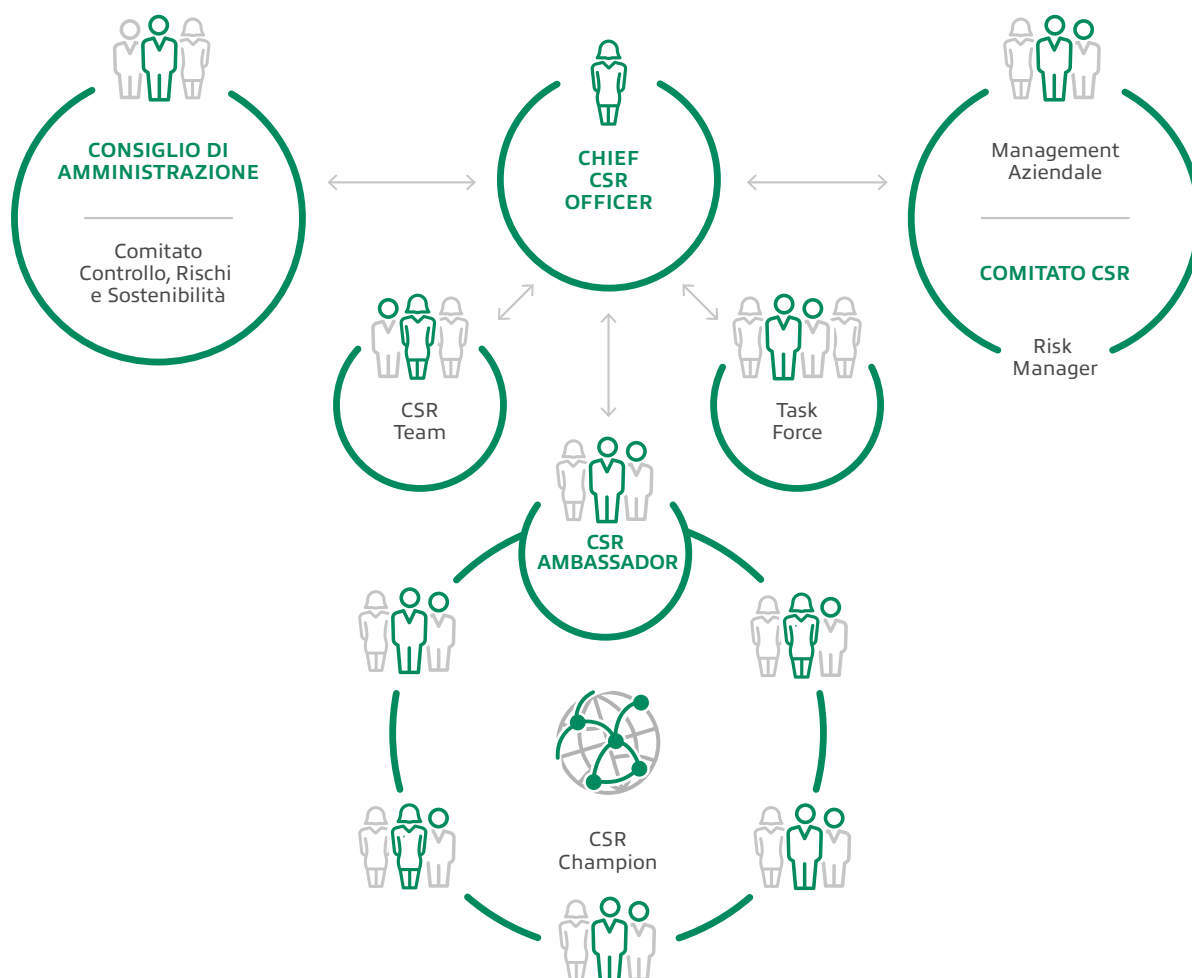 CONSIGLIO DI
AMMINISTRAZIONE
Comitato
Controllo, Rischi
e Sostenibilità
CHIEF
CSR
OFFICER
Management
Aziendale
COMITATO CSR
Risk
Manager
CSR
Team
Task
Force
CSR
AMBASSADOR
CSR
Champion